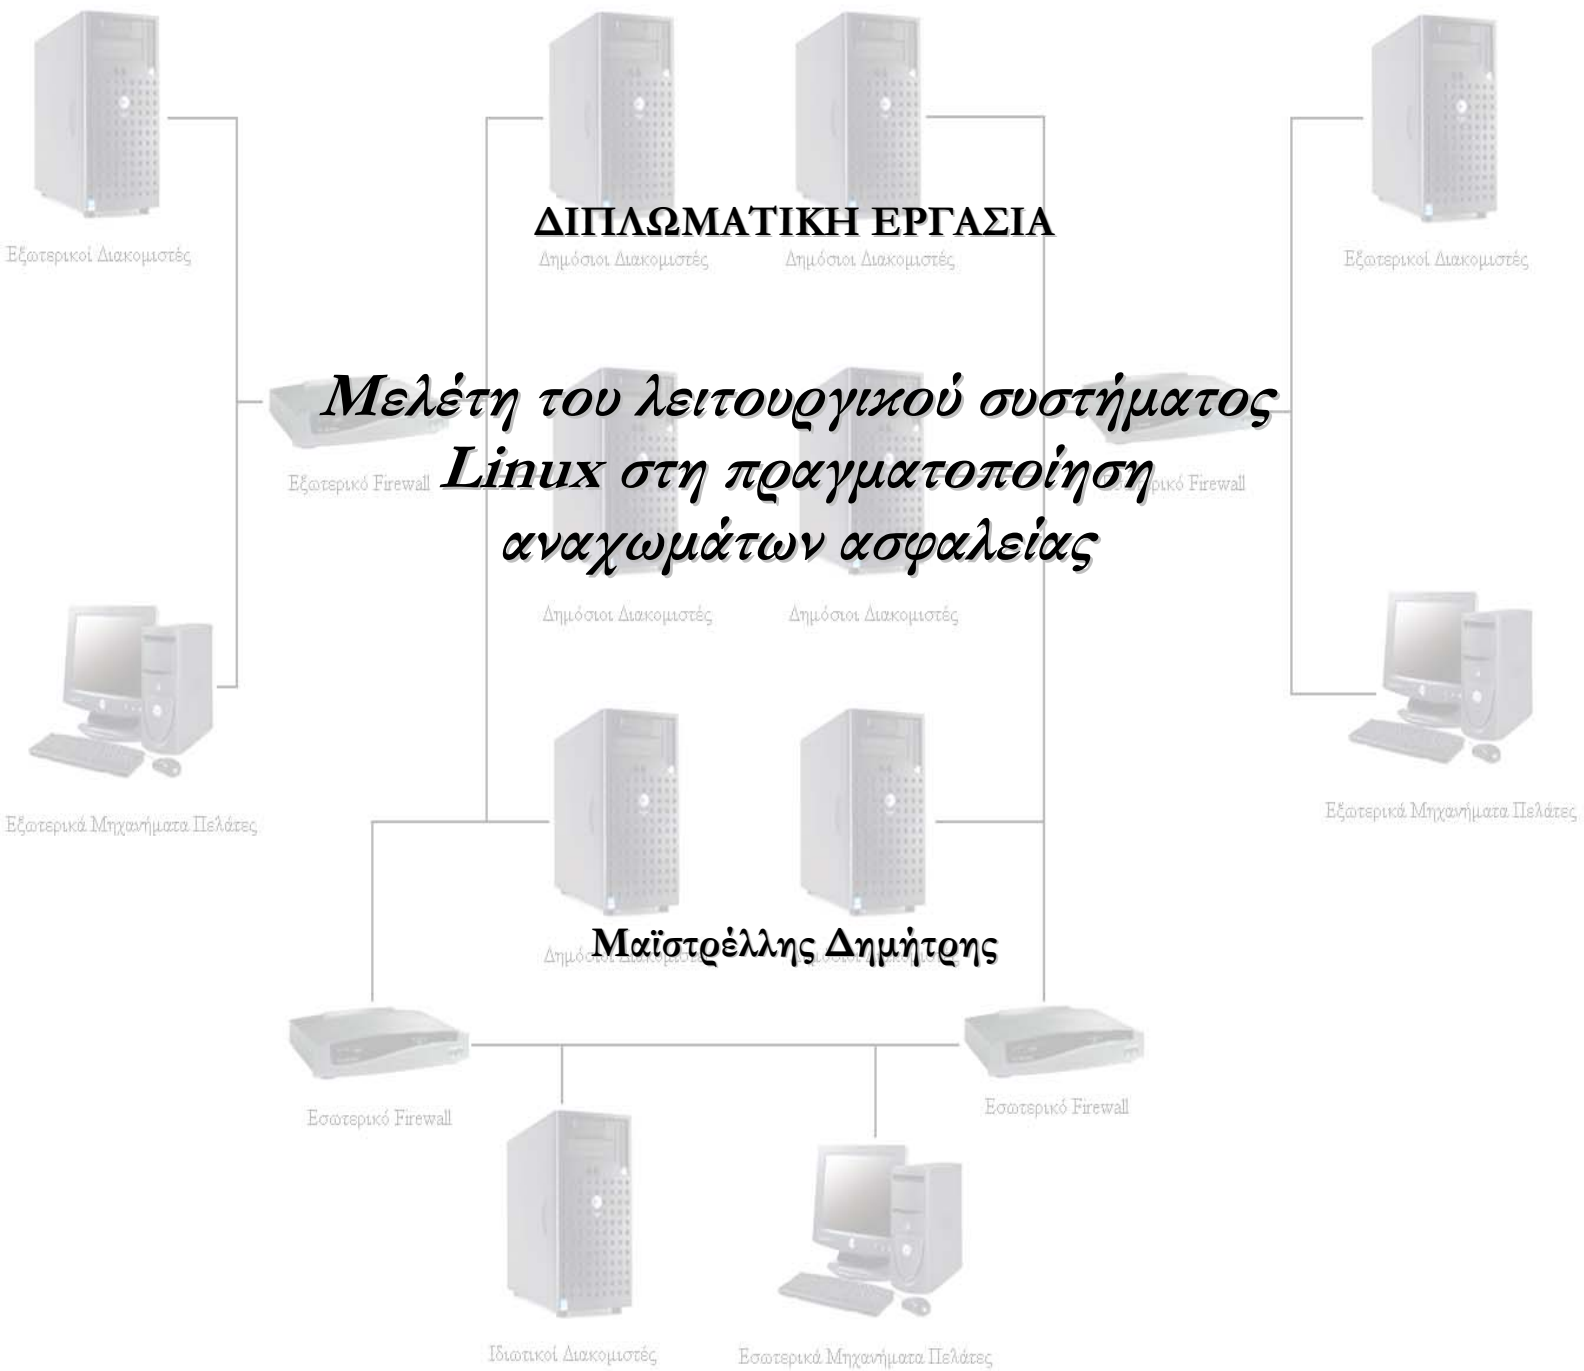 Εξωτερικοί Διακομιστές
ΔΙΠΛΩΜΑΤΙΚΗ ΕΡΓΑΣΙΑ
Δημόσιοι Διακομιστές
Δημόσιοι Διακομιστές
Εξωτερικοί Διακομιστές
Μελέτη του λειτουργικού συστήματος
Linux στη πραγματοποίηση
αναχωμάτων ασφαλείας
Εξωτερικό Firewall
Firewall
Δημόσιοι Διακομιστές
Δημόσιοι Διακομιστές
Εξωτερικά Μηχανήματα Πελάτες
Εξωτερικά Μηχανήματα Πελάτες
Μαϊστρέλλης Δημήτρης
Εσωτερικό Firewall
Εσωτερικό Firewall
Ιδιωτικοί Διακομιστές
Εσωτερικά Μηχανήματα Πελάτες